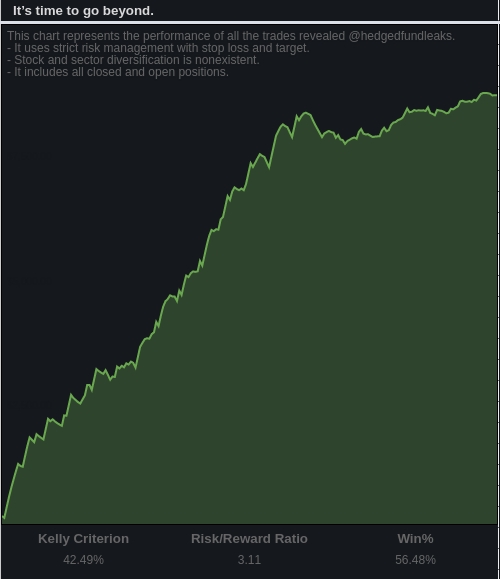 It's time to go beyond.
This chart represents the performance of all the trades revealed @hedgedfundleaks.
- It uses strict risk management with stop loss and target.
- Stock and sector diversification is nonexistent.
- It includes all closed and open positions.
Kelly Criterion Risk/Reward Ratio Win%
42.49% 3.11 56.48%